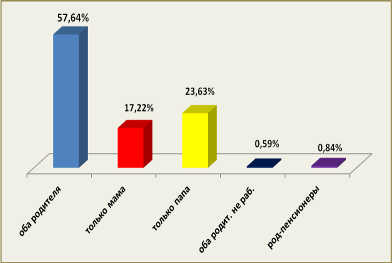 57,64%
17,22%
23,63%
0,59%
0,84%
оба родителя
только мама
только папа
оба родит. не раб.
род-пенсионеры